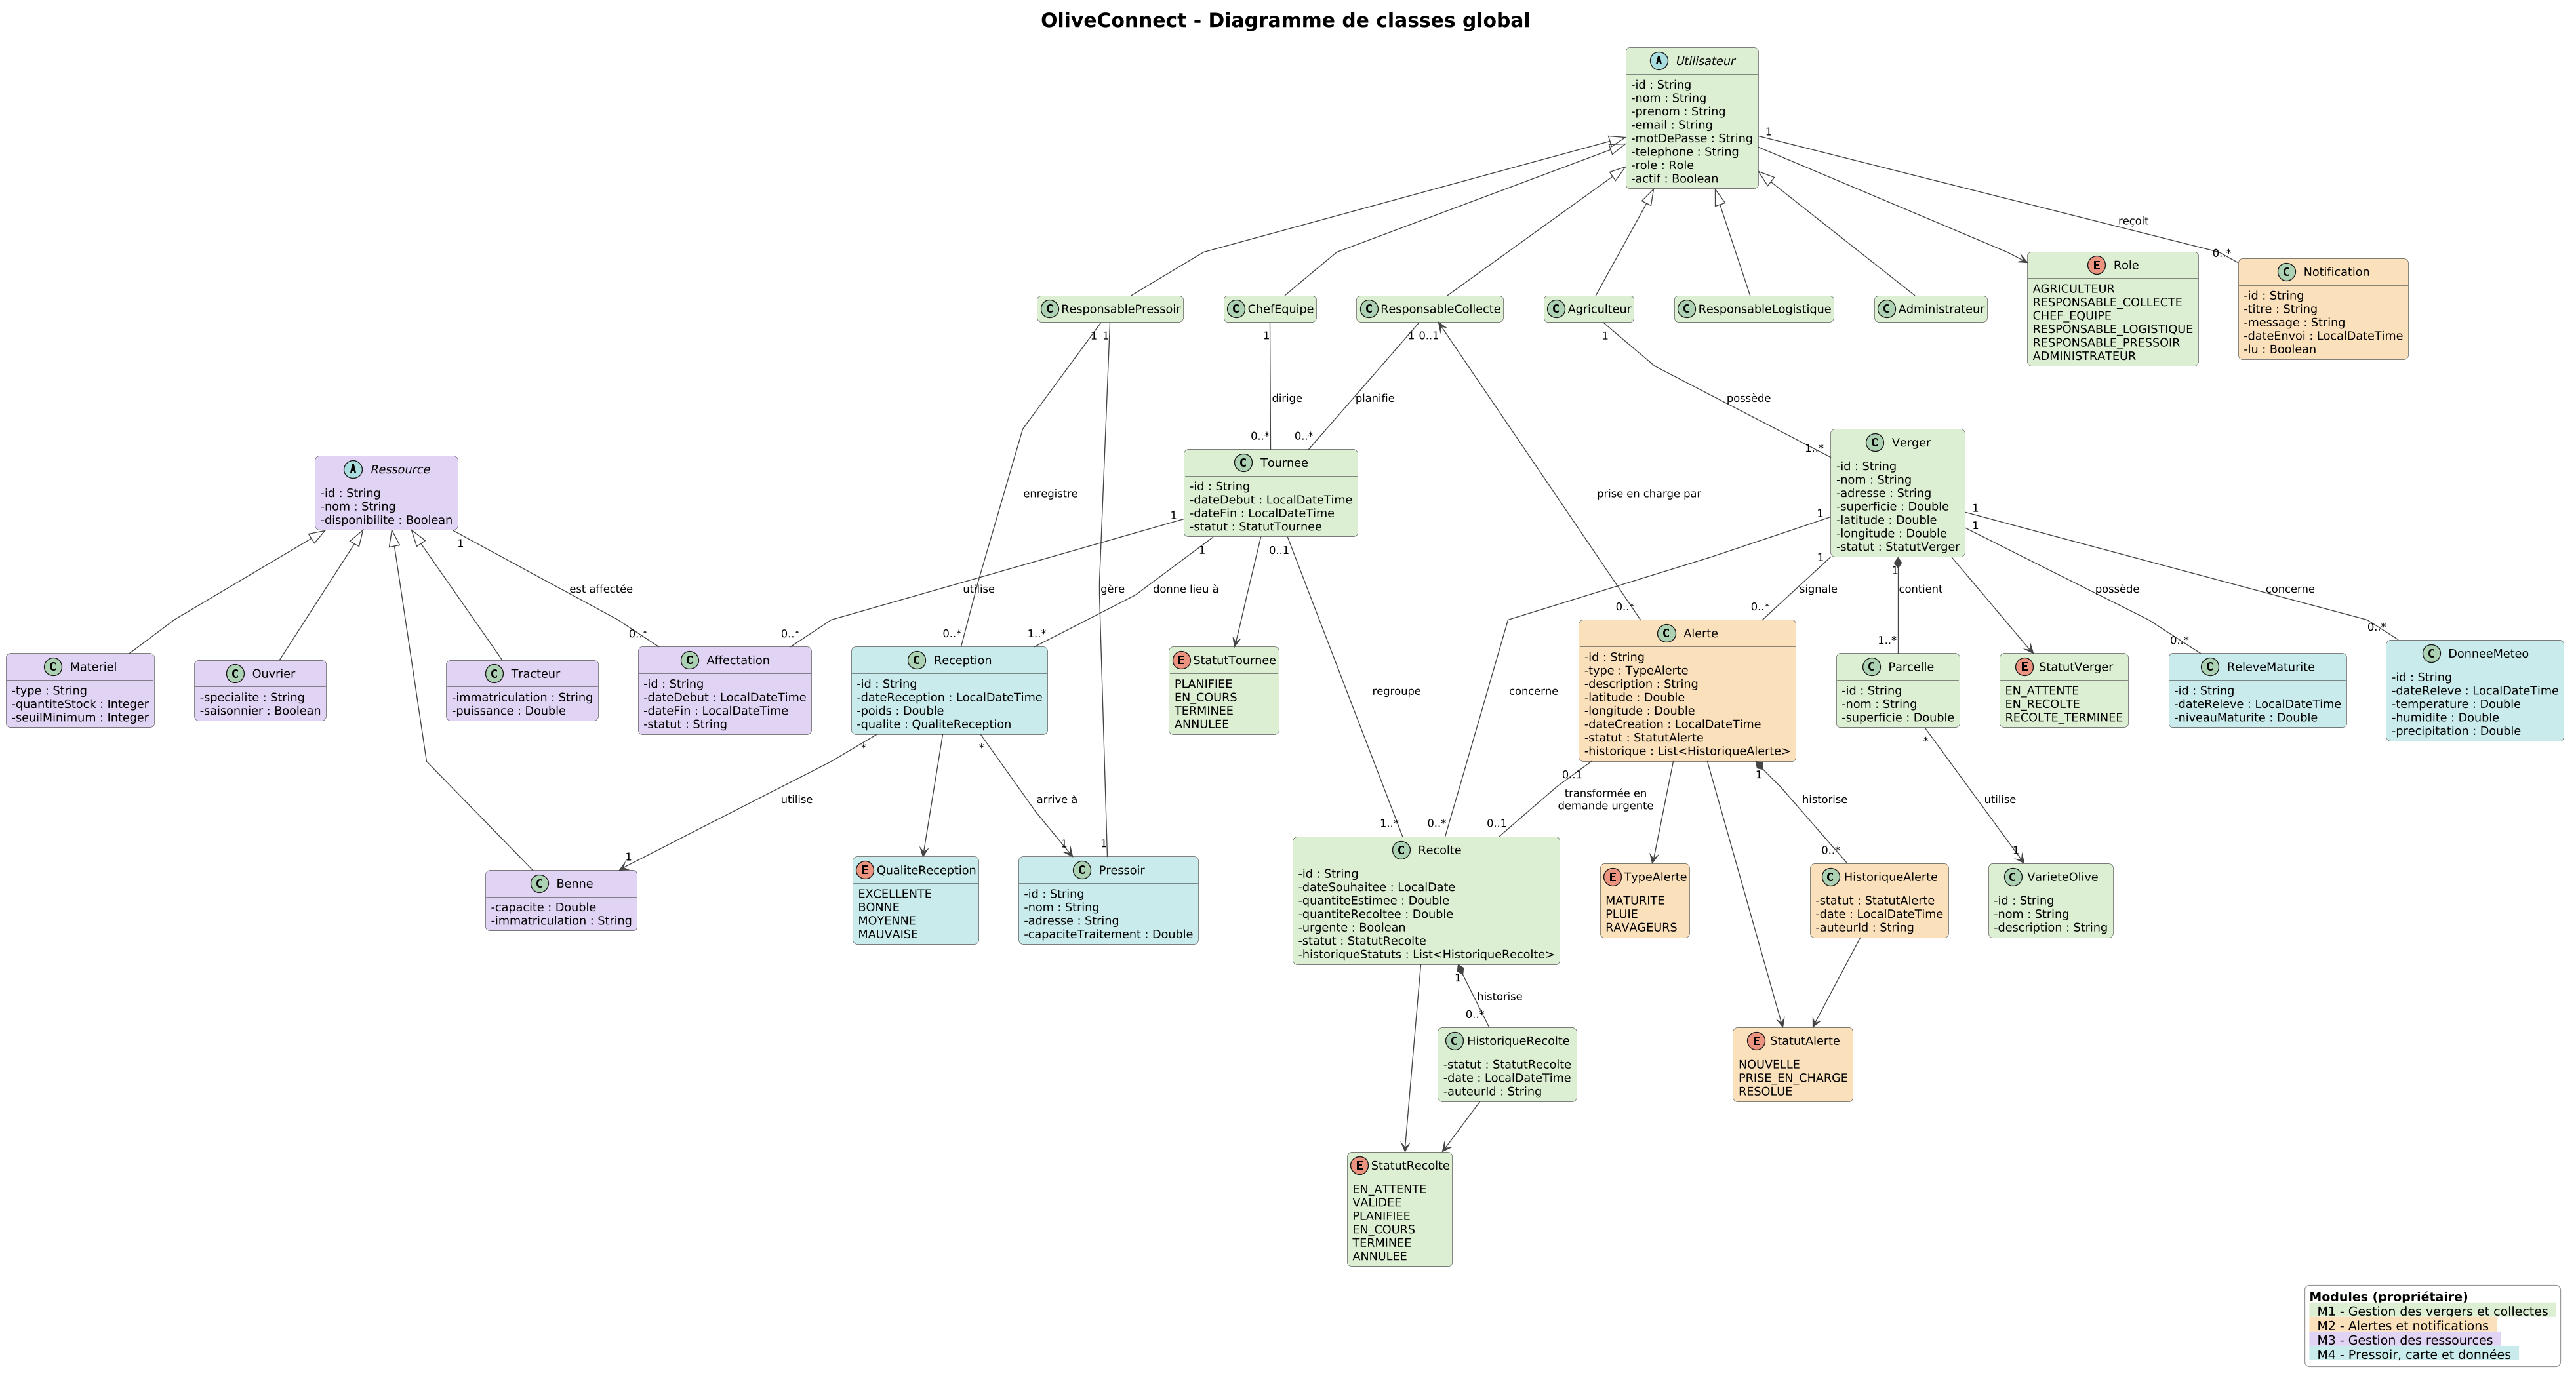 OliveConnect - Diagramme de classes global
A Utilisateur
-id : String
-nom : String
-prenom : String
-email : String
-motDePasse : String
-telephone : String
-role : Role
-actif : Boolean
1
reçoit
0..*
C ResponsablePressoir
C ChefEquipe
C ResponsableCollecte
C Agriculteur
C ResponsableLogistique
C Administrateur
E Role
AGRICULTEUR
RESPONSABLE_COLLECTE
CHEF_EQUIPE
RESPONSABLE_LOGISTIQUE
RESPONSABLE_PRESSOIR
ADMINISTRATEUR
C Notification
-id : String
-titre : String
-message : String
-dateEnvoi : LocalDateTime
-lu : Boolean
1 1
1
1 0..1
1
dirige
planifie
possède
0..*
0..*
1..*
A Ressource
-id : String
-nom : String
-disponibilite : Boolean
1
enregistre
C Tournee
-id : String
-dateDebut : LocalDateTime
-dateFin : LocalDateTime
-statut : StatutTournee
1
1
0..1
prise en charge par
C Verger
-id : String
-nom : String
-adresse : String
-superficie : Double
-latitude : Double
-longitude : Double
-statut : StatutVerger
1
1
1
1
1
est affectée
utilise
gère
donne lieu à
signale
contient
possède
concerne
0..*
0..*
0..*
1..*
0..*
0..*
1..*
0..*
0..*
C Materiel
-type : String
-quantiteStock : Integer
-seuilMinimum : Integer
C Ouvrier
-specialite : String
-saisonnier : Boolean
C Tracteur
-immatriculation : String
-puissance : Double
C Affectation
-id : String
-dateDebut : LocalDateTime
-dateFin : LocalDateTime
-statut : String
C Reception
-id : String
-dateReception : LocalDateTime
-poids : Double
-qualite : QualiteReception
*
*
E StatutTournee
PLANIFIEE
EN_COURS
TERMINEE
ANNULEE
regroupe
concerne
C Alerte
-id : String
-type : TypeAlerte
-description : String
-latitude : Double
-longitude : Double
-dateCreation : LocalDateTime
-statut : StatutAlerte
-historique : List<HistoriqueAlerte>
0..1
1
C Parcelle
-id : String
-nom : String
-superficie : Double
*
E StatutVerger
EN_ATTENTE
EN_RECOLTE
RECOLTE_TERMINEE
C ReleveMaturite
-id : String
-dateReleve : LocalDateTime
-niveauMaturite : Double
C DonneeMeteo
-id : String
-dateReleve : LocalDateTime
-temperature : Double
-humidite : Double
-precipitation : Double
utilise
arrive à
transformée en
demande urgente
historise
utilise
1
1
1
1..*
0..*
0..1
0..*
1
C Benne
-capacite : Double
-immatriculation : String
E QualiteReception
EXCELLENTE
BONNE
MOYENNE
MAUVAISE
C Pressoir
-id : String
-nom : String
-adresse : String
-capaciteTraitement : Double
C Recolte
-id : String
-dateSouhaitee : LocalDate
-quantiteEstimee : Double
-quantiteRecoltee : Double
-urgente : Boolean
-statut : StatutRecolte
-historiqueStatuts : List<HistoriqueRecolte>
1
E TypeAlerte
MATURITE
PLUIE
RAVAGEURS
C HistoriqueAlerte
-statut : StatutAlerte
-date : LocalDateTime
-auteurId : String
C VarieteOlive
-id : String
-nom : String
-description : String
historise
0..*
C HistoriqueRecolte
-statut : StatutRecolte
-date : LocalDateTime
-auteurId : String
E StatutAlerte
NOUVELLE
PRISE_EN_CHARGE
RESOLUE
E StatutRecolte
EN_ATTENTE
VALIDEE
PLANIFIEE
EN_COURS
TERMINEE
ANNULEE
Modules (propriétaire)
M1 - Gestion des vergers et collectes
M2 - Alertes et notifications
M3 - Gestion des ressources
M4 - Pressoir, carte et données